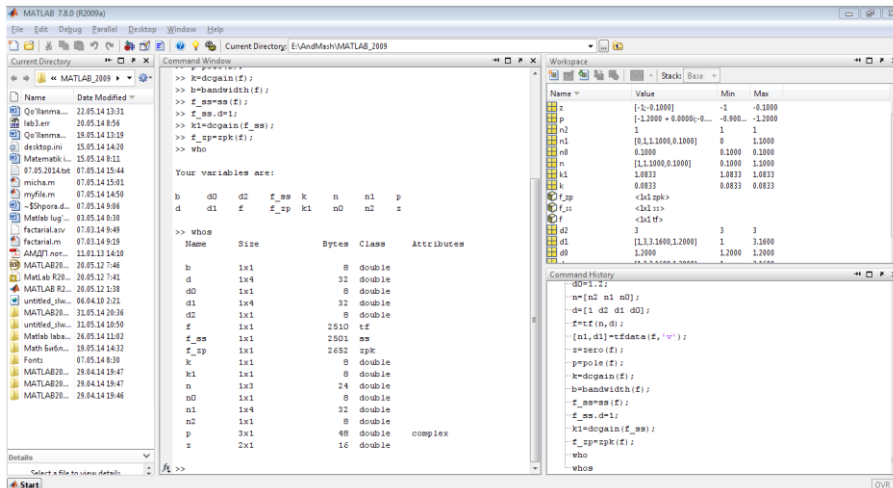 MATLAB 7.8.0 (R2009a)
File Edit Debug Parallel Desktop Window Help
Current Directory: E:\AndMash\MATLAB_2009
Current Directory
« MATLAB_2009
Name Date Modified
Qo'llanma... 22.05.14 13:31
lab3.err 20.05.14 8:56
Qo'llanma... 19.05.14 13:19
desktop.ini 15.05.14 14:20
Matematik i... 15.05.14 8:11
07.05.2014.txt 07.05.14 15:44
micha.m 07.05.14 15:01
myfile.m 07.05.14 14:50
~$Shpora.d... 07.05.14 9:06
Matlab lug'... 03.05.14 0:30
factarial.asv 07.03.14 9:49
factarial.m 07.03.14 9:19
АМДП лот... 11.01.13 14:10
MATLAB20... 20.05.12 7:46
MatLab R20... 20.05.12 7:41
MATLAB R2... 20.05.12 1:38
untitled_slw... 06.04.10 2:21
MATLAB20... 31.05.14 20:36
untitled_slw... 31.05.14 10:50
Matlab laba... 26.05.14 11:02
Math Библ... 19.05.14 14:32
Fonts 07.05.14 8:30
MATLAB20... 29.04.14 19:47
MATLAB20... 29.04.14 19:47
MATLAB20... 29.04.14 19:46
Details
Select a file to view details
Start
Command Window
>> k=dcgain(f);
>> b=bandwidth(f);
>> f_ss=ss(f);
>> f_ss.d=1;
>> k1=dcgain(f_ss);
>> f_zp=zpk(f);
>> who
Your variables are:
b d0 d2 f_ss k n n1 p
d d1 f f_zp k1 n0 n2 z
>> whos
Name Size Bytes Class Attributes
b 1x1 8 double
d 1x4 32 double
d0 1x1 8 double
d1 1x4 32 double
d2 1x1 8 double
f 1x1 2510 tf
f_ss 1x1 2501 ss
f_zp 1x1 2652 zpk
k 1x1 8 double
k1 1x1 8 double
n 1x3 24 double
n0 1x1 8 double
n1 1x4 32 double
n2 1x1 8 double
p 3x1 48 double complex
z 2x1 16 double
fx >>
Workspace
Stack: Base
Name Value Min Max
z [-1;-0.1000] -1 -0.1000
p [-1.2000 + 0.0000i;-0.... -0.900... -1.2000
n2 1 1 1
n1 [0,1,1.1000,0.1000] 0 1.1000
n0 0.1000 0.1000 0.1000
n [1,1.1000,0.1000] 0.1000 1.1000
k1 1.0833 1.0833 1.0833
k 0.0833 0.0833 0.0833
f_zp <1x1 zpk>
f_ss <1x1 ss>
f <1x1 tf>
d2 3 3 3
d1 [1,3,3.1600,1.2000] 1 3.1600
d0 1.2000 1.2000 1.2000
Command History
d0=1.2;
n=[n2 n1 n0];
d=[1 d2 d1 d0];
f=tf(n,d);
[n1,d1]=tfdata(f,'v');
z=zero(f);
p=pole(f);
k=dcgain(f);
b=bandwidth(f);
f_ss=ss(f);
f_ss.d=1;
k1=dcgain(f_ss);
f_zp=zpk(f);
who
whos
OVR